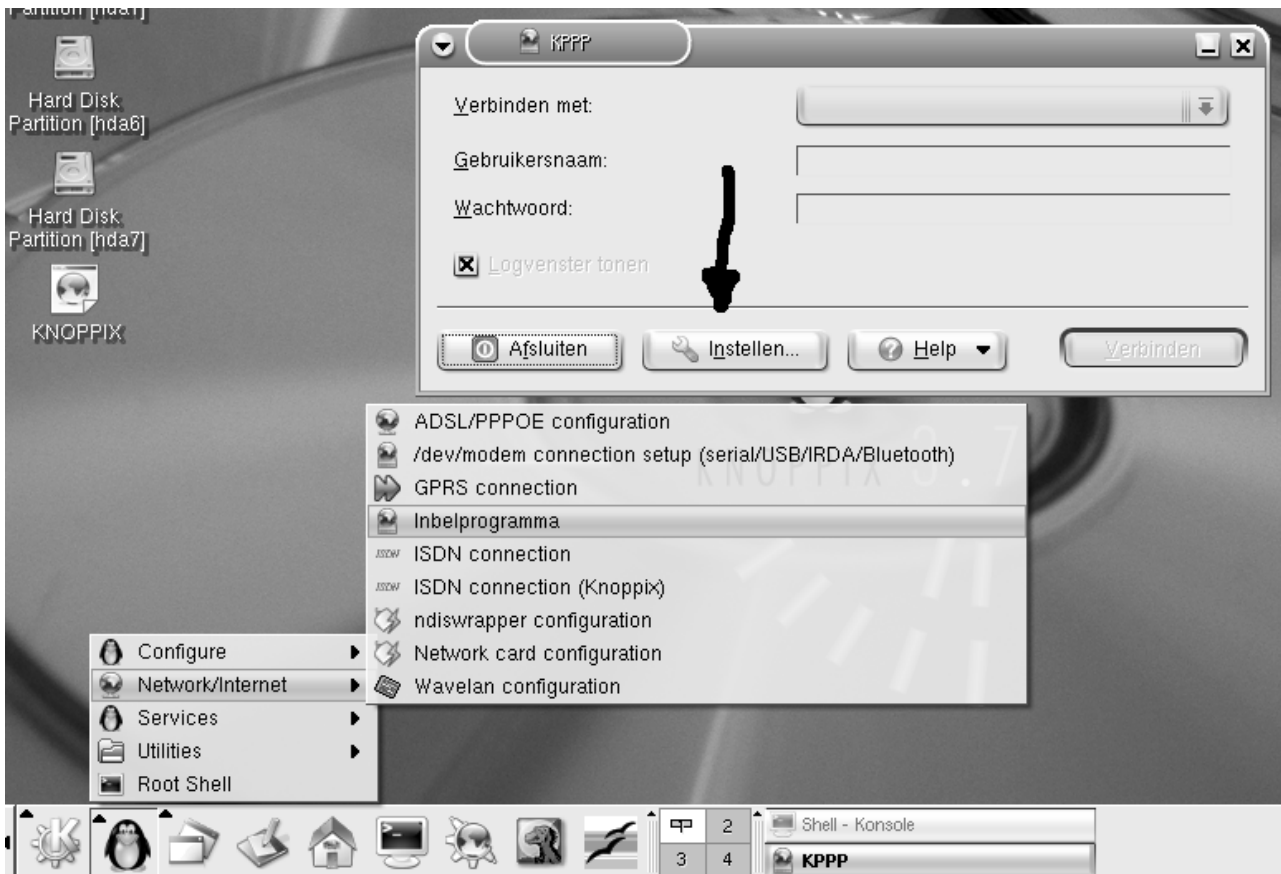 Partition [hda1]
Hard Disk
Partition [hda6]
Hard Disk
Partition [hda7]
KNOPPIX
KPPP
Verbinden met:
Gebruikersnaam:
Wachtwoord:
Logvenster tonen
Afsluiten
Instellen...
Help
Verbinden
KNOPPIX 3.7
ADSL/PPPOE configuration
/dev/modem connection setup (serial/USB/IRDA/Bluetooth)
GPRS connection
Inbelprogramma
ISDN ISDN connection
ISDN ISDN connection (Knoppix)
ndiswrapper configuration
Network card configuration
Wavelan configuration
Configure
Network/Internet
Services
Utilities
Root Shell
K
2
3 4
Shell - Konsole
KPPP